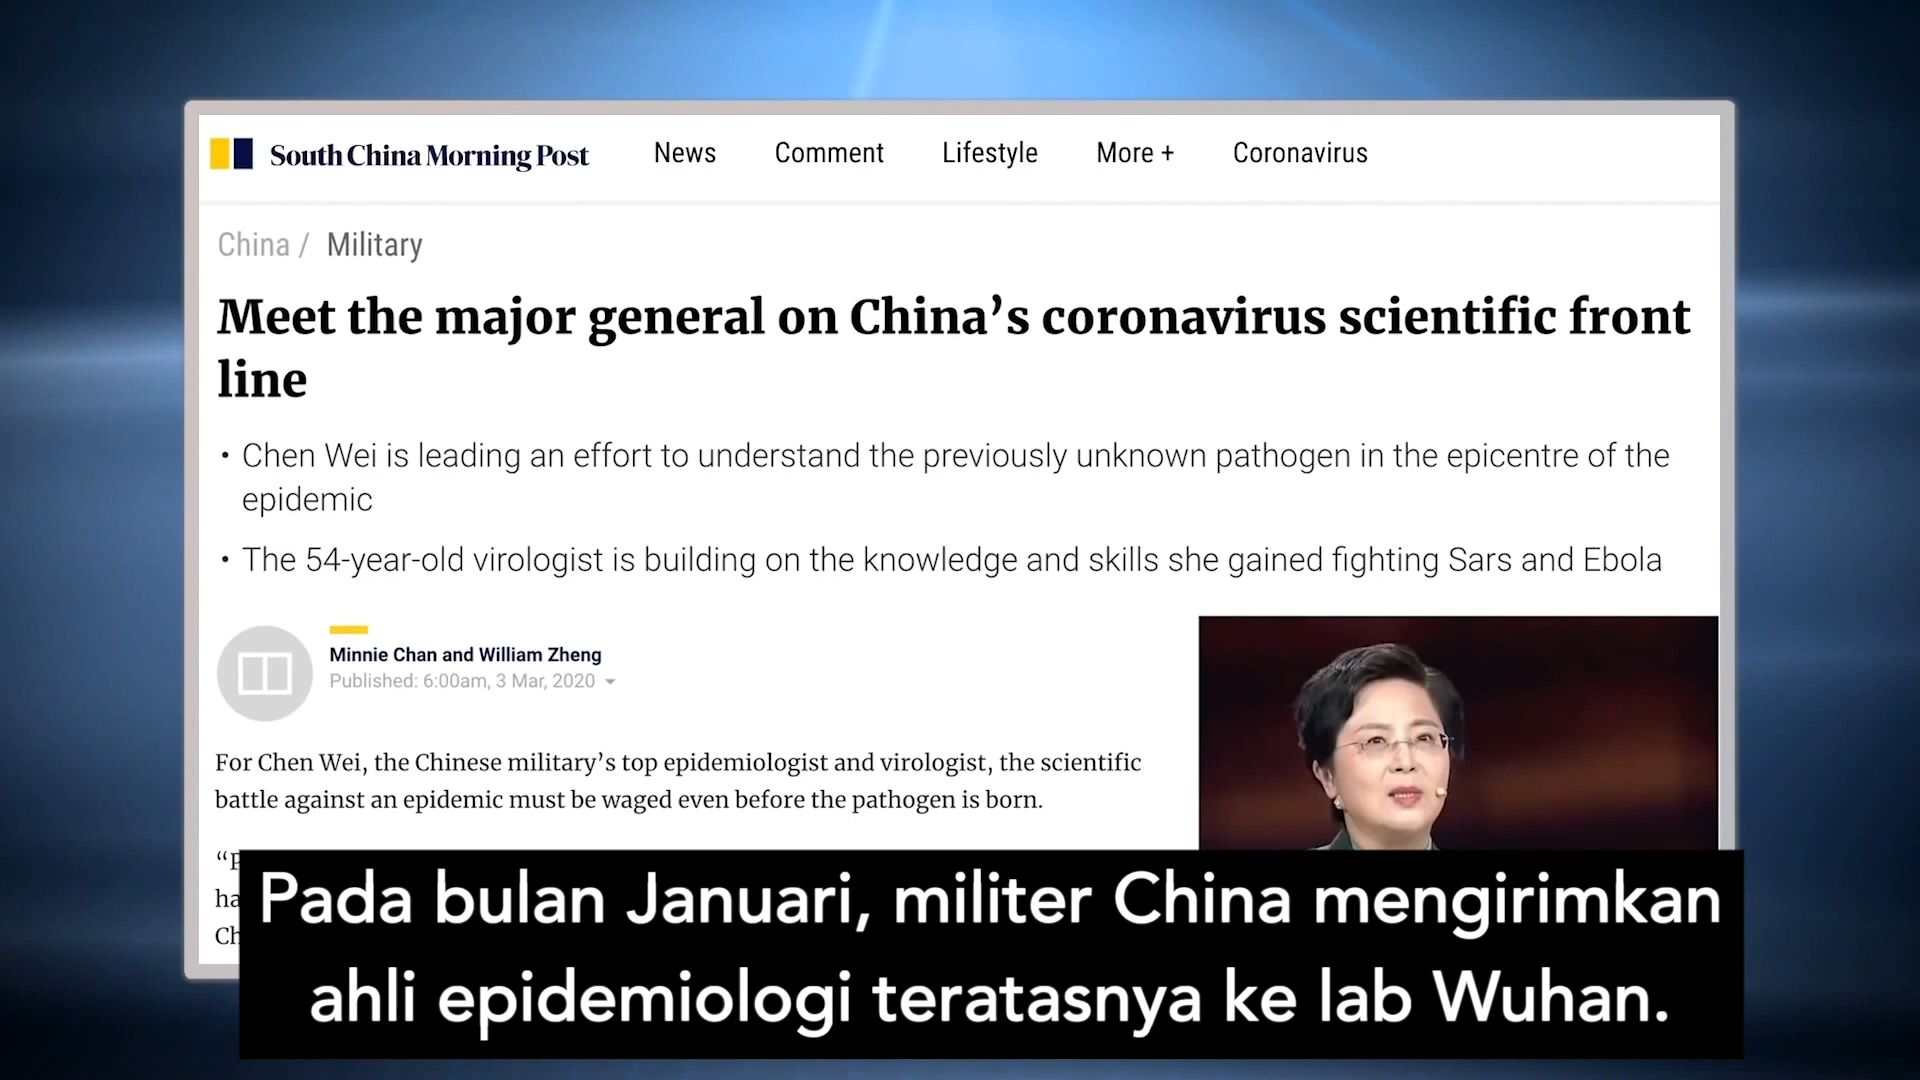 South China Morning Post
News Comment Lifestyle More + Coronavirus
China / Military
Meet the major general on China’s coronavirus scientific front
line
• Chen Wei is leading an effort to understand the previously unknown pathogen in the epicentre of the
epidemic
• The 54-year-old virologist is building on the knowledge and skills she gained fighting Sars and Ebola
Minnie Chan and William Zheng
Published: 6:00am, 3 Mar, 2020
For Chen Wei, the Chinese military’s top epidemiologist and virologist, the scientific
battle against an epidemic must be waged even before the pathogen is born.
Pada bulan Januari, militer China mengirimkan
ahli epidemiologi teratasnya ke lab Wuhan.